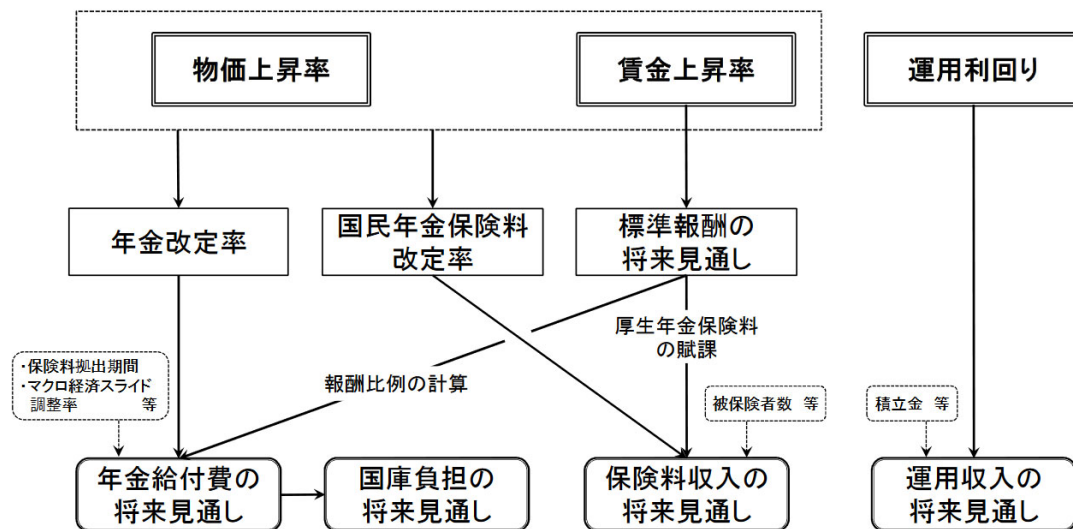 物価上昇率
賃金上昇率
運用利回り
年金改定率
国民年金保険料
改定率
標準報酬の
将来見通し
厚生年金保険料
の賦課
・保険料拠出期間
・マクロ経済スライド
調整率 等
報酬比例の計算
被保険者数 等
積立金 等
年金給付費の
将来見通し
国庫負担の
将来見通し
保険料収入の
将来見通し
運用収入の
将来見通し